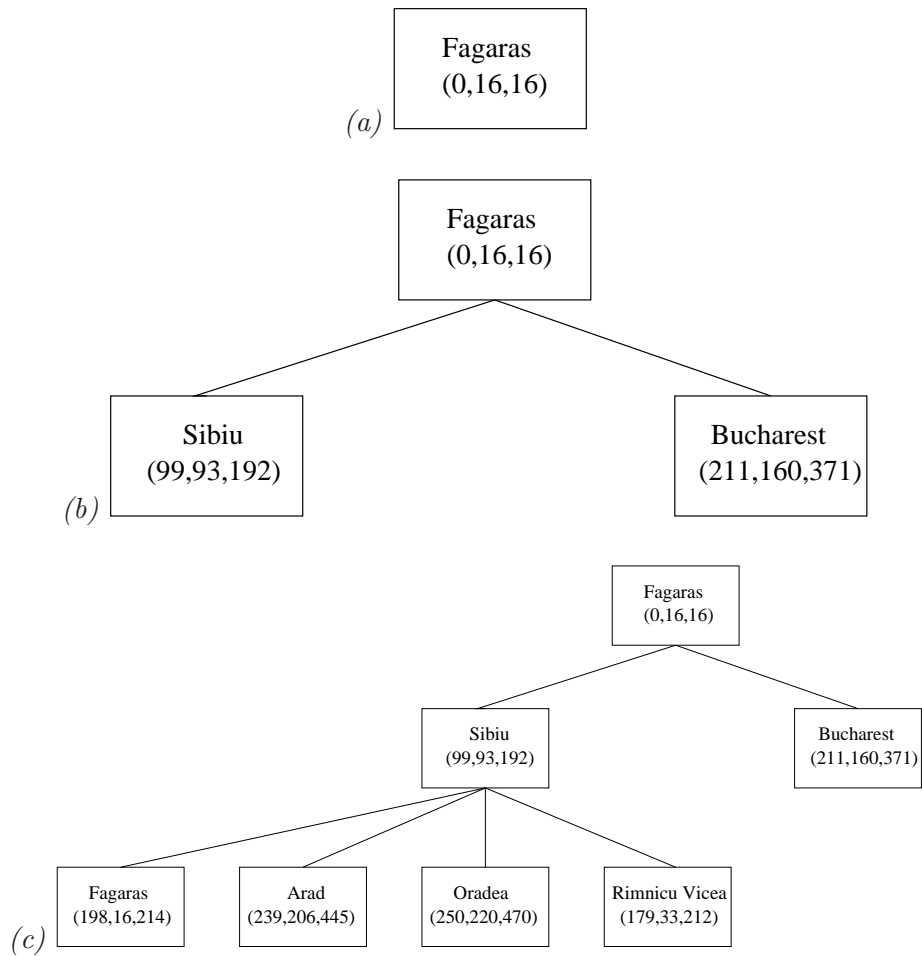 Fagaras
(0,16,16)
(a)
Fagaras
(0,16,16)
Sibiu
(99,93,192)
Bucharest
(211,160,371)
(b)
Fagaras
(0,16,16)
Sibiu
(99,93,192)
Bucharest
(211,160,371)
Fagaras
(198,16,214)
Arad
(239,206,445)
Oradea
(250,220,470)
Rimnicu Vicea
(179,33,212)
(c)